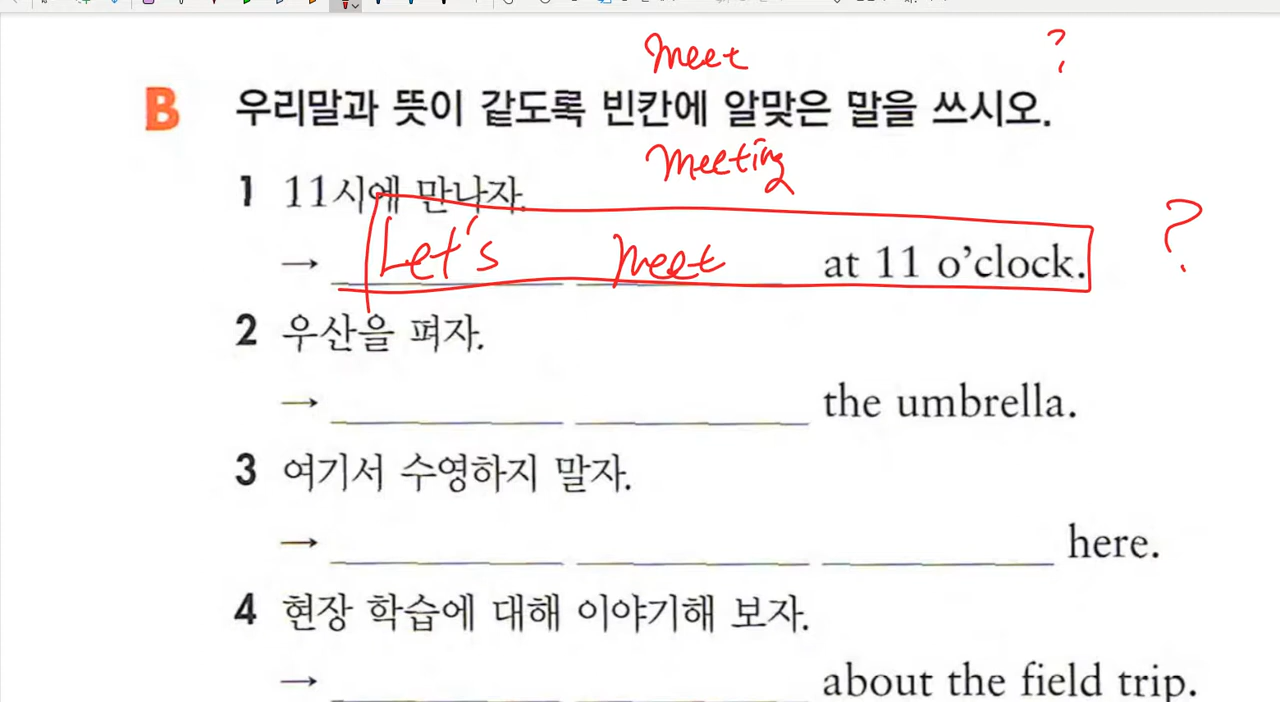 meet ?
B 우리말과 뜻이 같도록 빈칸에 알맞은 말을 쓰시오.
meeting
1 11시에 만나자.
→ Let's meet at 11 o'clock. ?
2 우산을 펴자.
→ the umbrella.
3 여기서 수영하지 말자.
→ here.
4 현장 학습에 대해 이야기해 보자.
→ about the field trip.